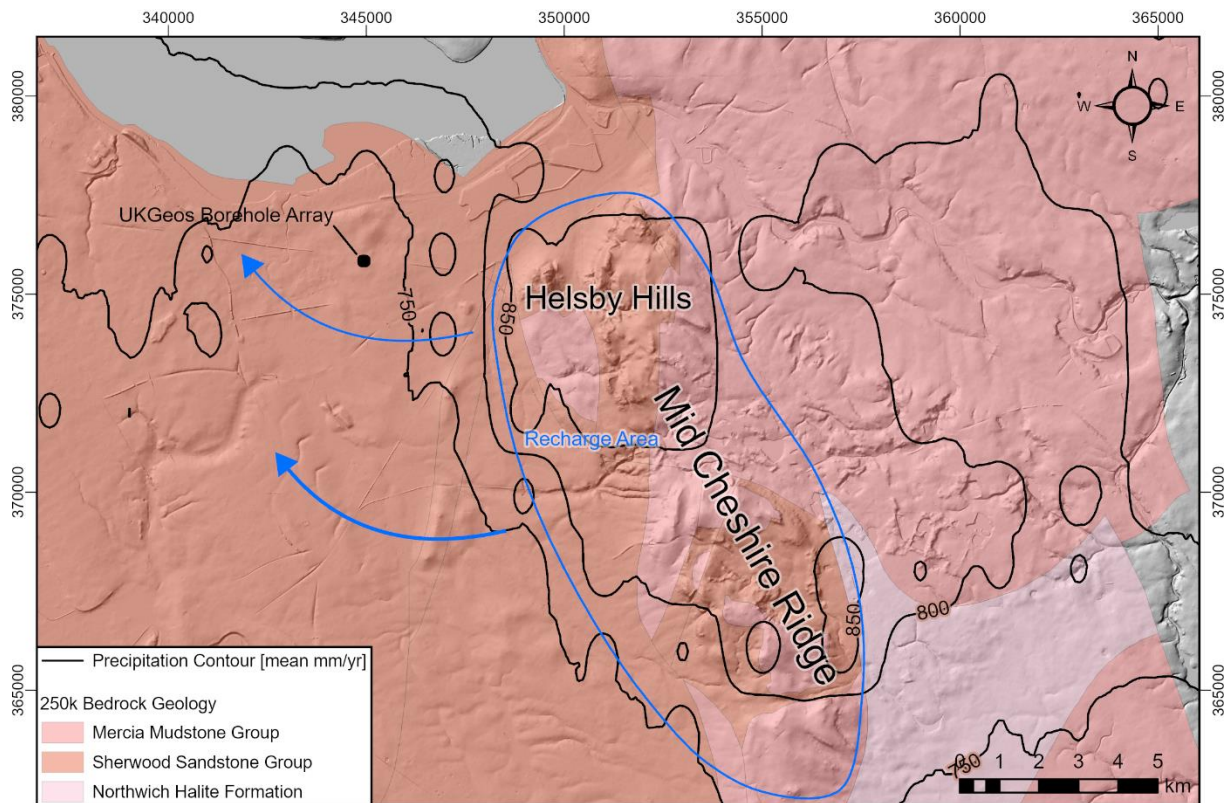 340000
345000
350000
355000
360000
365000
380000
380000
N
W
E
S
UKGeos Borehole Array
375000
375000
750
850
Helsby Hills
Mid Cheshire Ridge
Recharge Area
370000
370000
850
800
365000
365000
750
Precipitation Contour [mean mm/yr]
250k Bedrock Geology
Mercia Mudstone Group
Sherwood Sandstone Group
Northwich Halite Formation
0 1 2 3 4 5
km